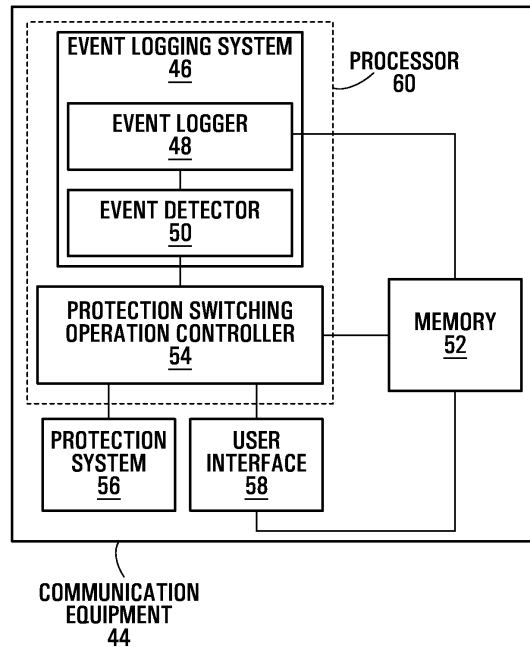 EVENT LOGGING SYSTEM
46
PROCESSOR
60
EVENT LOGGER
48
EVENT DETECTOR
50
PROTECTION SWITCHING
OPERATION CONTROLLER
54
MEMORY
52
PROTECTION
SYSTEM
56
USER
INTERFACE
58
COMMUNICATION
EQUIPMENT
44